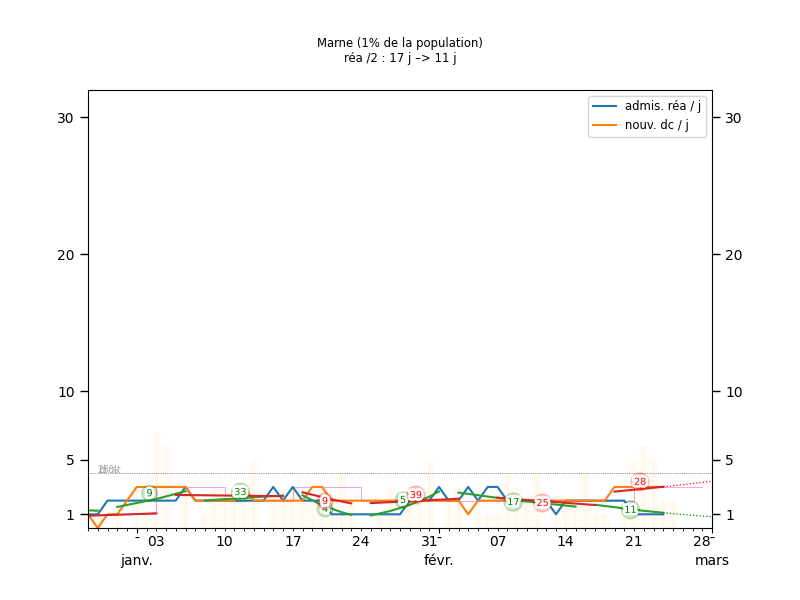 Marne (1% de la population)
réa /2 : 17 j –> 11 j
admis. réa / j
nouv. dc / j
30 30
20 20
10 10
5 5
1 1
9 33 9 4 5 39 17 25 28 11
03 10 17 24 31 07 14 21 28
janv. févr. mars